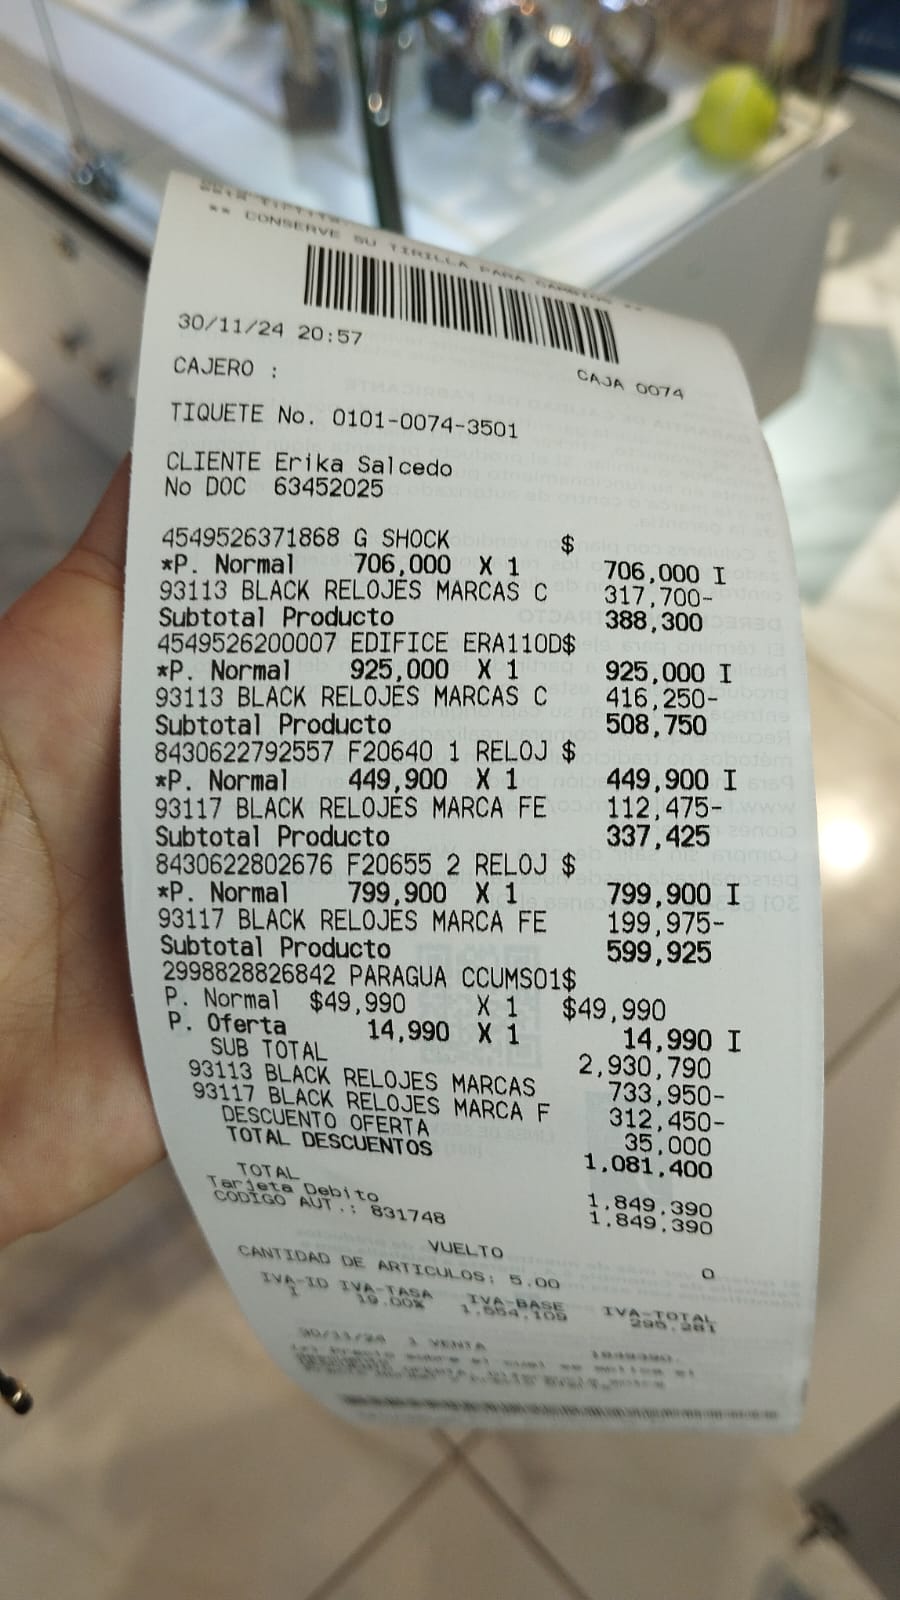 ** CONSERVE SU TIRILLA PARA CAMBIOS
30/11/24 20:57
CAJERO : CAJA 0074
TIQUETE No. 0101-0074-3501
CLIENTE Erika Salcedo
No DOC 63452025
4549526371868 G SHOCK $
*P. Normal 706,000 X 1 706,000 I
93113 BLACK RELOJES MARCAS C 317,700-
Subtotal Producto 388,300
4549526200007 EDIFICE ERA110D$
*P. Normal 925,000 X 1 925,000 I
93113 BLACK RELOJES MARCAS C 416,250-
Subtotal Producto 508,750
8430622792557 F20640 1 RELOJ $
*P. Normal 449,900 X 1 449,900 I
93117 BLACK RELOJES MARCA FE 112,475-
Subtotal Producto 337,425
8430622802676 F20655 2 RELOJ $
*P. Normal 799,900 X 1 799,900 I
93117 BLACK RELOJES MARCA FE 199,975-
Subtotal Producto 599,925
2998828826842 PARAGUA CCUMS01$
P. Normal $49,990 X 1 $49,990
P. Oferta 14,990 X 1 14,990 I
SUB TOTAL 2,930,790
93113 BLACK RELOJES MARCAS 733,950-
93117 BLACK RELOJES MARCA F 312,450-
DESCUENTO OFERTA 35,000
TOTAL DESCUENTOS 1,081,400
TOTAL 1,849,390
Tarjeta Debito 1,849,390
CODIGO AUT.: 831748
VUELTO 0
CANTIDAD DE ARTICULOS: 5.00
IVA-ID IVA-TASA IVA-BASE IVA-TOTAL
1 19.00% 1,554,109 295,281
30/11/24 1 VENTA 1849390